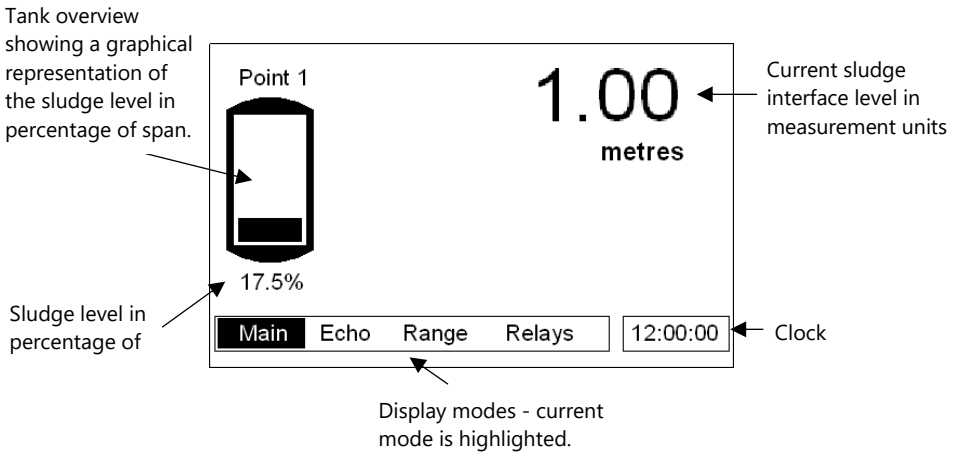 Tank overview
showing a graphical
representation of
the sludge level in
percentage of span.
Point 1
1.00
metres
Current sludge
interface level in
measurement units
17.5%
Sludge level in
percentage of
Main Echo Range Relays
12:00:00
Clock
Display modes - current
mode is highlighted.